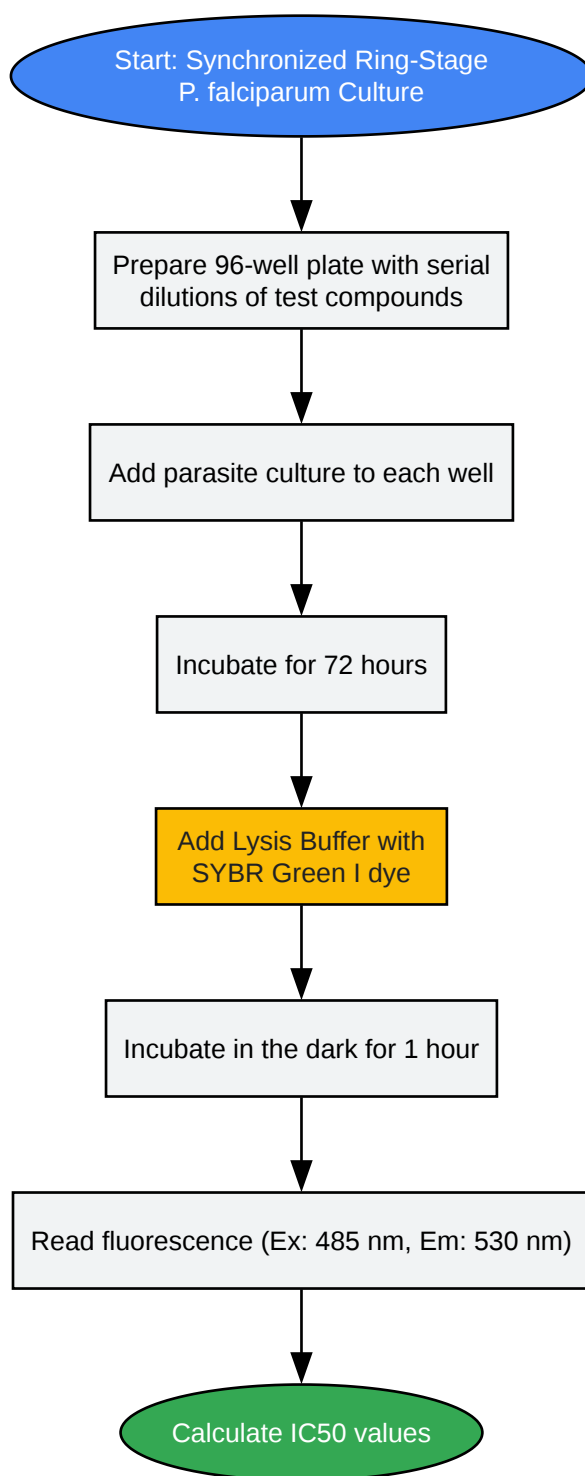 Start: Synchronized Ring-Stage
P. falciparum Culture
Prepare 96-well plate with serial
dilutions of test compounds
Add parasite culture to each well
Incubate for 72 hours
Add Lysis Buffer with
SYBR Green I dye
Incubate in the dark for 1 hour
Read fluorescence (Ex: 485 nm, Em: 530 nm)
Calculate IC50 values